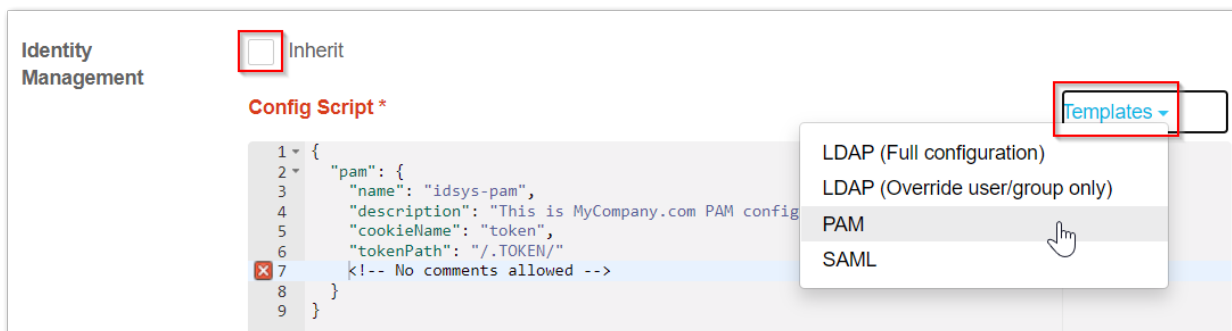 Identity
Management
Inherit
Config Script *
Templates
1 {
2 "pam": {
3 "name": "idsys-pam",
4 "description": "This is MyCompany.com PAM config
5 "cookieName": "token",
6 "tokenPath": "/.TOKEN/"
7 <!-- No comments allowed -->
8 }
9 }
LDAP (Full configuration)
LDAP (Override user/group only)
PAM
SAML